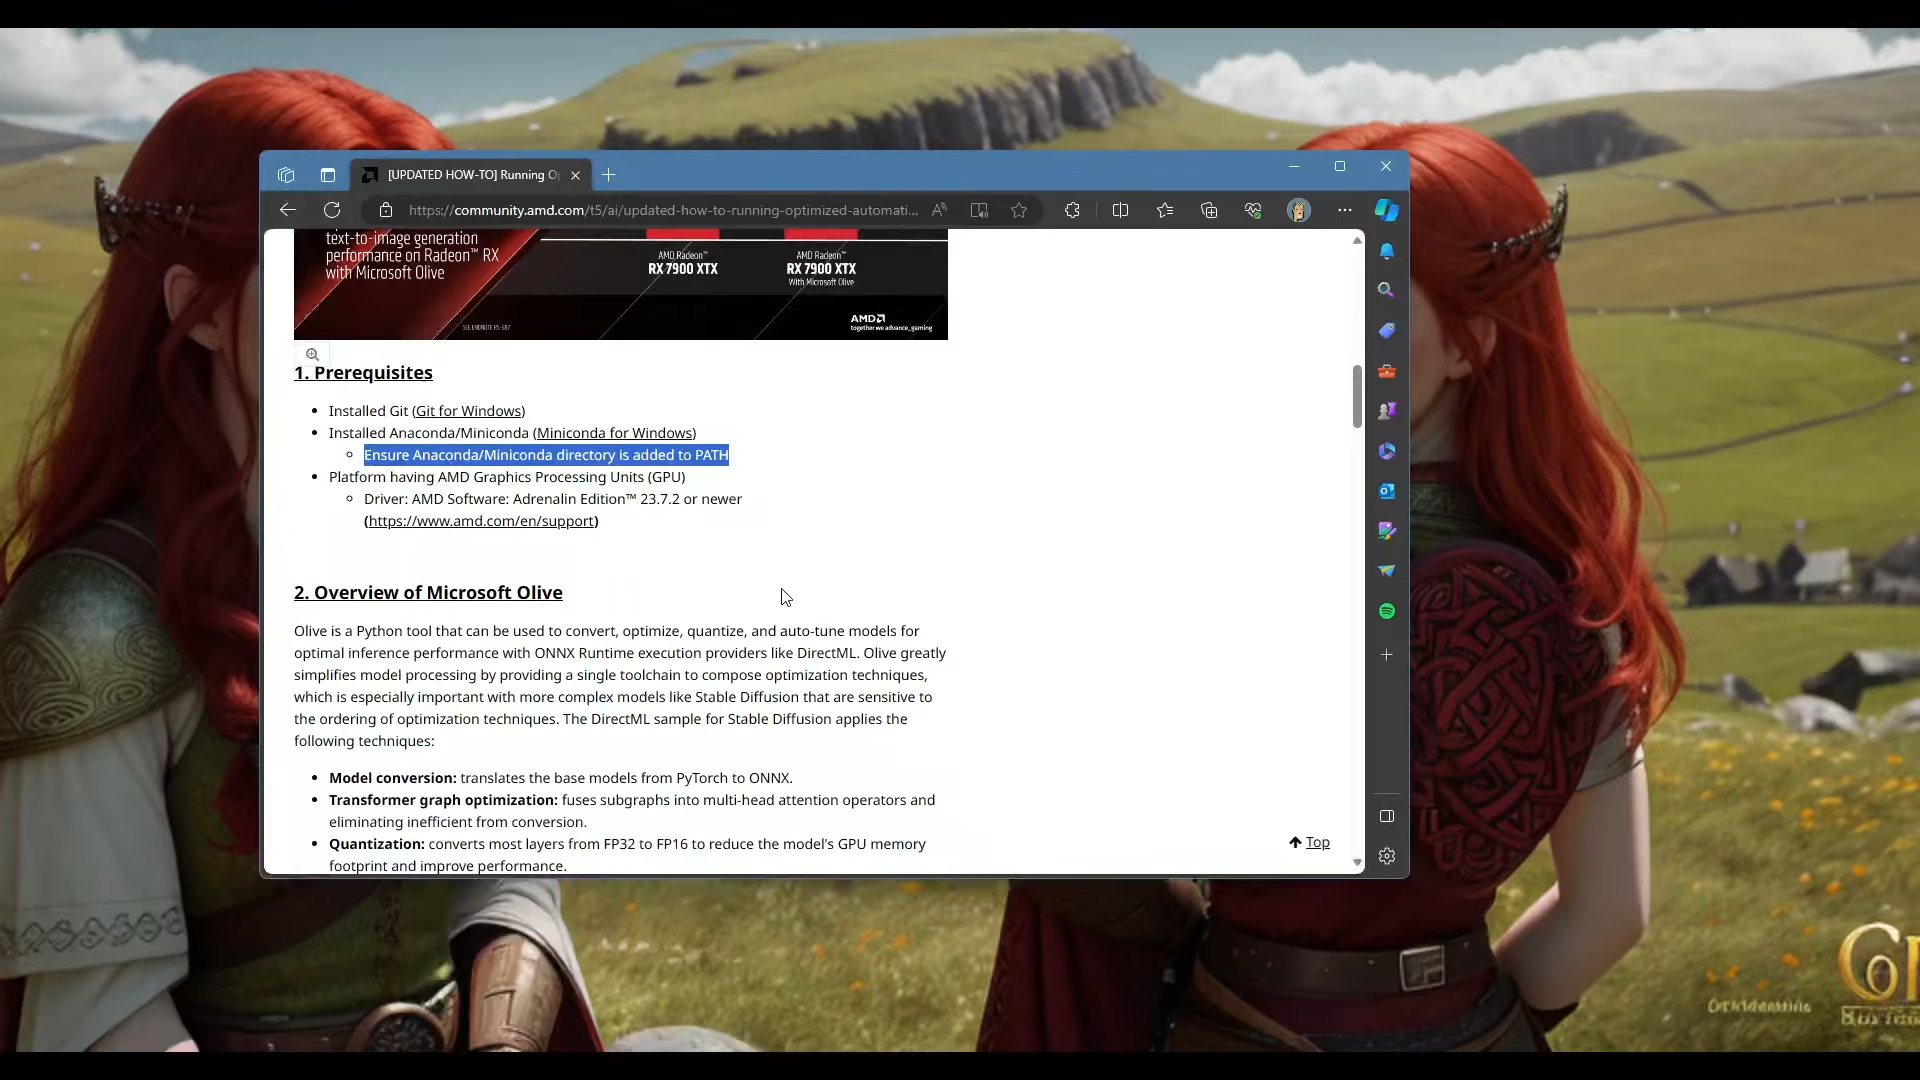 [UPDATED HOW-TO] Running O
https://community.amd.com/t5/ai/updated-how-to-running-optimized-automati...
text-to-image generation
performance on Radeon™ RX
with Microsoft Olive
AMD Radeon™
RX 7900 XTX
AMD Radeon™
RX 7900 XTX
With Microsoft Olive
SEE ENDNOTE RS-587
AMD
together we advance_gaming
1. Prerequisites
• Installed Git (Git for Windows)
• Installed Anaconda/Miniconda (Miniconda for Windows)
○ Ensure Anaconda/Miniconda directory is added to PATH
• Platform having AMD Graphics Processing Units (GPU)
○ Driver: AMD Software: Adrenalin Edition™ 23.7.2 or newer
(https://www.amd.com/en/support)
2. Overview of Microsoft Olive
Olive is a Python tool that can be used to convert, optimize, quantize, and auto-tune models for
optimal inference performance with ONNX Runtime execution providers like DirectML. Olive greatly
simplifies model processing by providing a single toolchain to compose optimization techniques,
which is especially important with more complex models like Stable Diffusion that are sensitive to
the ordering of optimization techniques. The DirectML sample for Stable Diffusion applies the
following techniques:
• Model conversion: translates the base models from PyTorch to ONNX.
• Transformer graph optimization: fuses subgraphs into multi-head attention operators and
eliminating inefficient from conversion.
• Quantization: converts most layers from FP32 to FP16 to reduce the model's GPU memory
footprint and improve performance.
Top